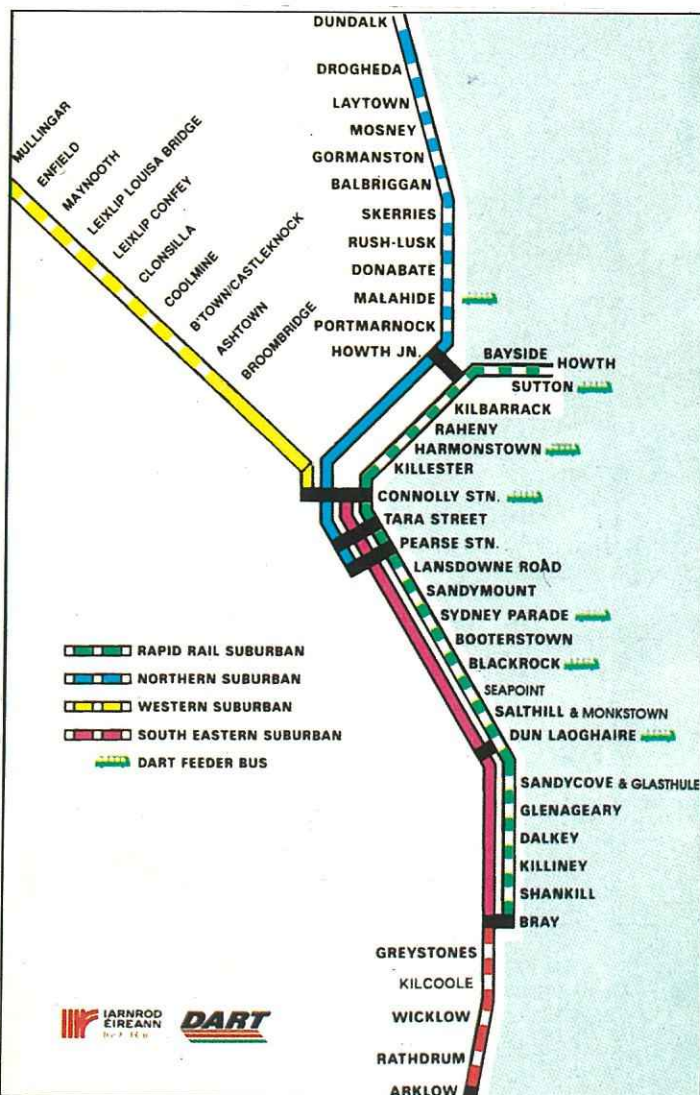 DUNDALK
DROGHEDA
LAYTOWN
MOSNEY
GORMANSTON
BALBRIGGAN
SKERRIES
RUSH-LUSK
DONABATE
MALAHIDE
PORTMARNOCK
HOWTH JN.
MULLINGAR
ENFIELD
MAYNOOTH
LEIXLIP LOUISA BRIDGE
LEIXLIP CONFEY
CLONSILLA
COOLMINE
B'TOWN/CASTLEKNOCK
ASHTOWN
BROOMBRIDGE
BAYSIDE
HOWTH
SUTTON
KILBARRACK
RAHENY
HARMONSTOWN
KILLESTER
CONNOLLY STN.
TARA STREET
PEARSE STN.
LANSDOWNE ROAD
SANDYMOUNT
SYDNEY PARADE
BOOTERSTOWN
BLACKROCK
SEAPOINT
SALTHILL & MONKSTOWN
DUN LAOGHAIRE
SANDYCOVE & GLASTHULE
GLENAGEARY
DALKEY
KILLINEY
SHANKILL
BRAY
GREYSTONES
KILCOOLE
WICKLOW
RATHDRUM
ARKLOW
RAPID RAIL SUBURBAN
NORTHERN SUBURBAN
WESTERN SUBURBAN
SOUTH EASTERN SUBURBAN
DART FEEDER BUS
IARNROD
ÉIREANN
DART